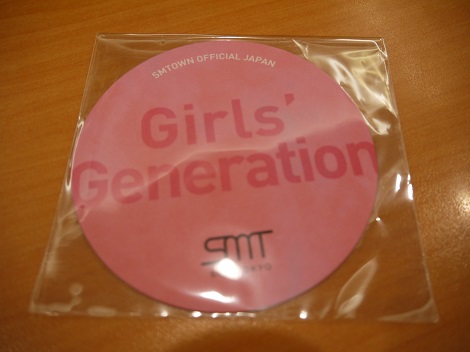 SMTOWN OFFICIAL JAPAN
Girls'
Generation
SMT